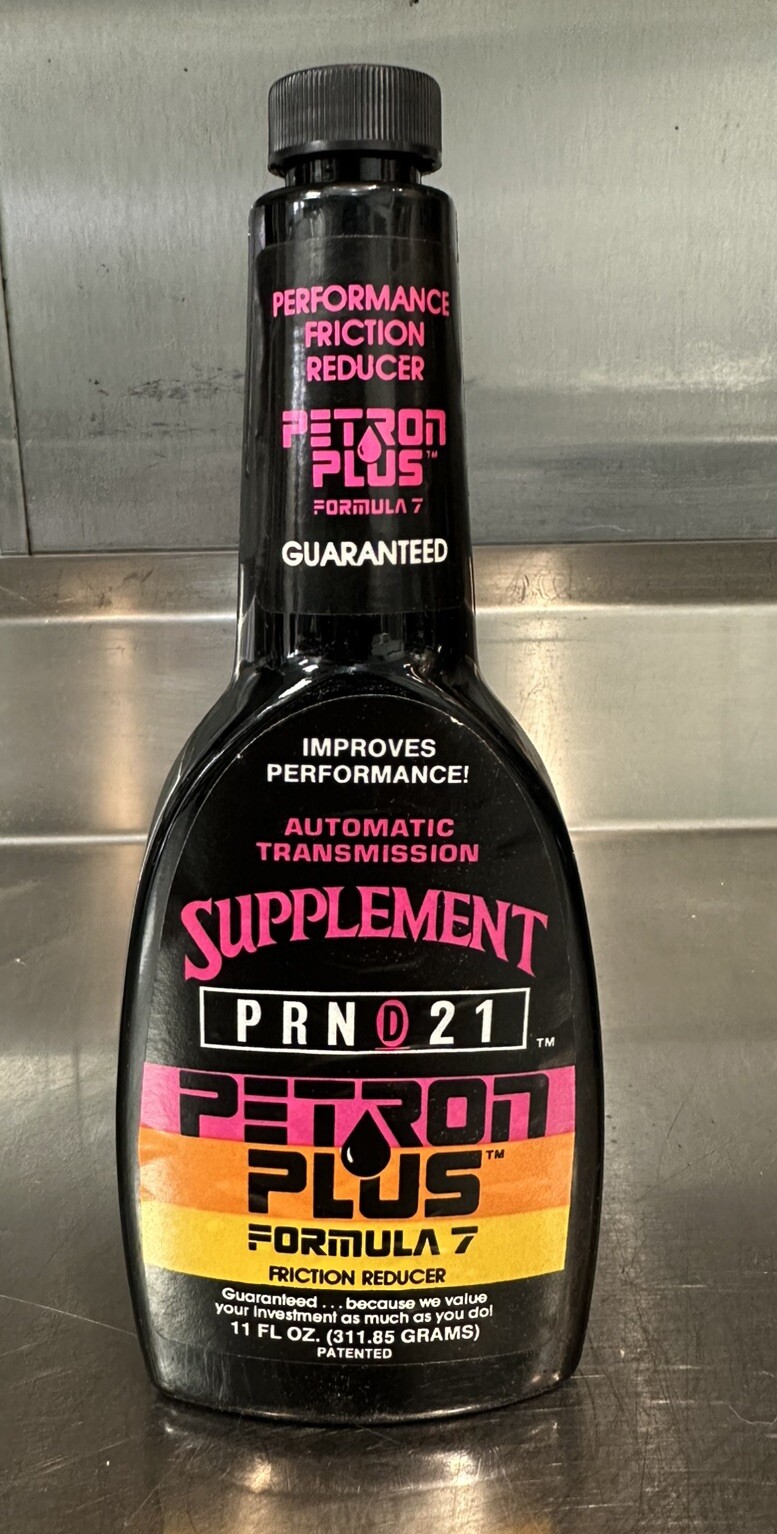 PERFORMANCE
FRICTION
REDUCER
PETRON
PLUS™
FORMULA 7
GUARANTEED
IMPROVES
PERFORMANCE!
AUTOMATIC
TRANSMISSION
SUPPLEMENT
PRND21 ™
PETRON
PLUS™
FORMULA 7
FRICTION REDUCER
Guaranteed...because we value
your investment as much as you do!
11 FL OZ. (311.85 GRAMS)
PATENTED